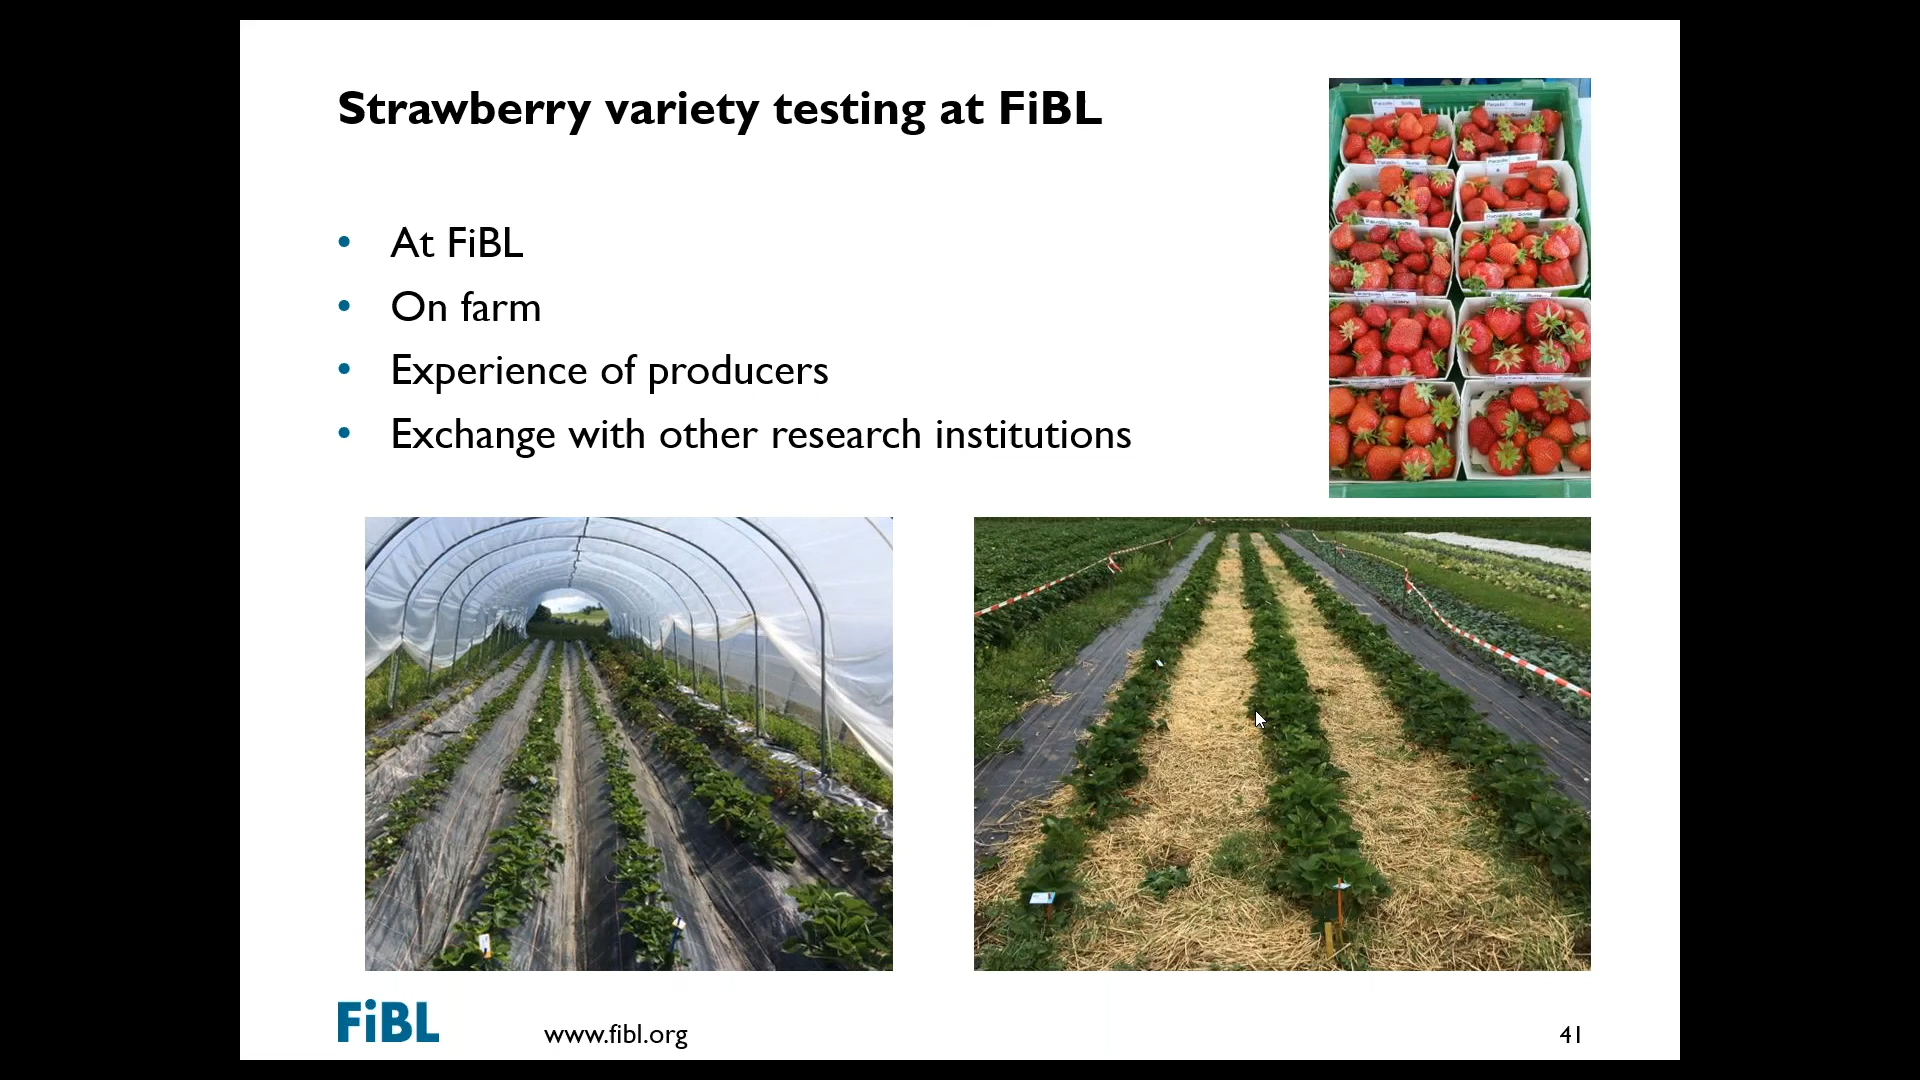 Strawberry variety testing at FiBL
• At FiBL
• On farm
• Experience of producers
• Exchange with other research institutions
FiBL
www.fibl.org
41